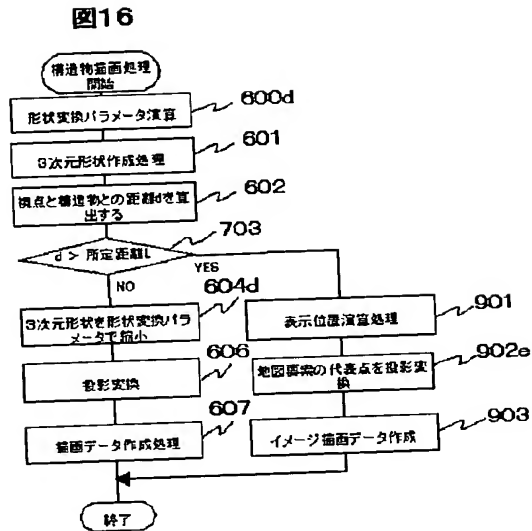 図16
構造物描画処理
開始
形状変換パラメータ演算
600d
3次元形状作成処理
601
視点と構造物との距離dを算
出する
602
d > 所定距離L
703
NO
YES
3次元形状を形状変換パラ
メータで縮小
604d
表示位置演算処理
901
投影変換
606
地図要素の代表点を投影変
換
902e
描画データ作成処理
607
イメージ描画データ作成
903
終了